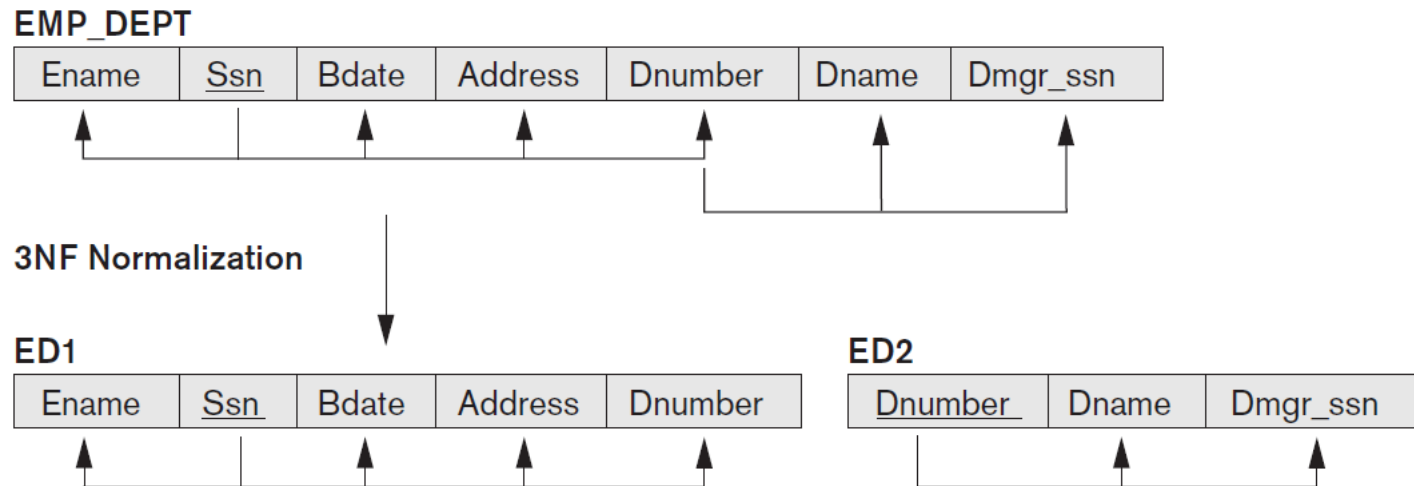 EMP_DEPT
Ename Ssn Bdate Address Dnumber Dname Dmgr_ssn
3NF Normalization
ED1 ED2
Ename Ssn Bdate Address Dnumber Dnumber Dname Dmgr_ssn